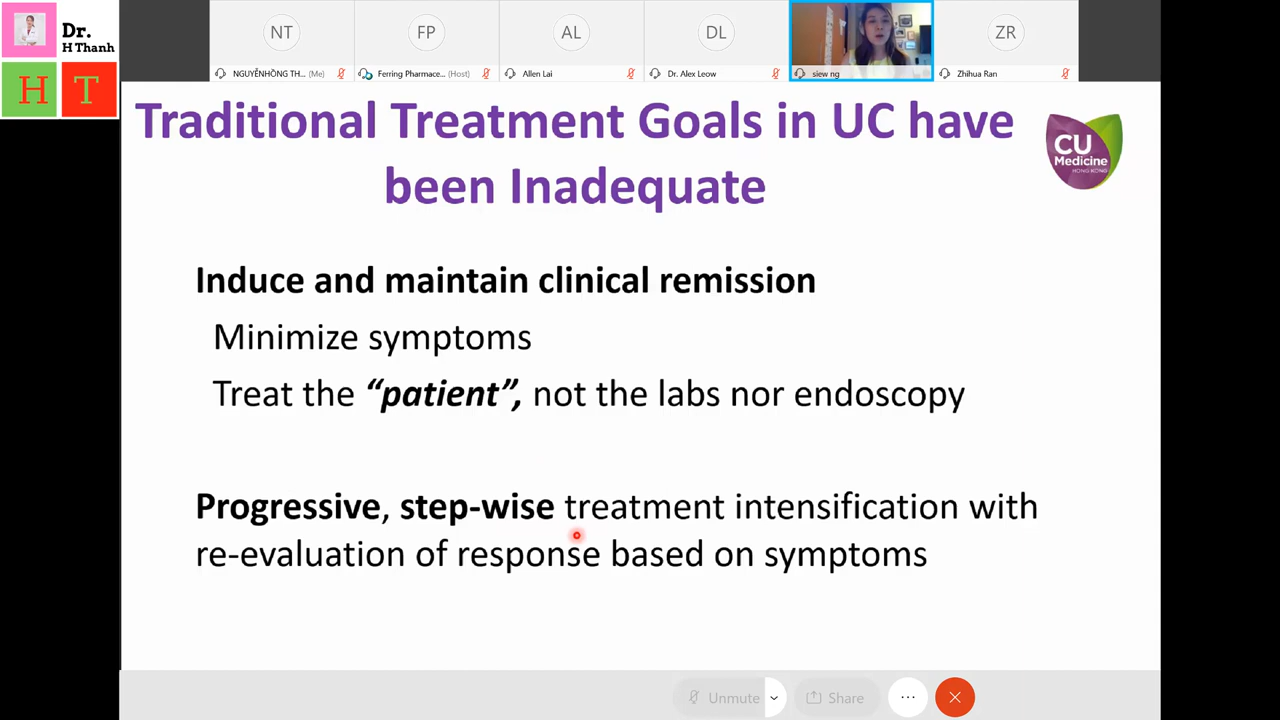 Dr.
H Thanh
H T
NT
FP
AL
DL
ZR
NGUYỄNHỒNG TH... (Me)
Ferring Pharmace... (Host)
Allen Lai
Dr. Alex Leow
siew ng
Zhihua Ran
Traditional Treatment Goals in UC have
been Inadequate
CU
Medicine
HONG KONG
Induce and maintain clinical remission
Minimize symptoms
Treat the “patient”, not the labs nor endoscopy
Progressive, step-wise treatment intensification with
re-evaluation of response based on symptoms
Unmute
Share